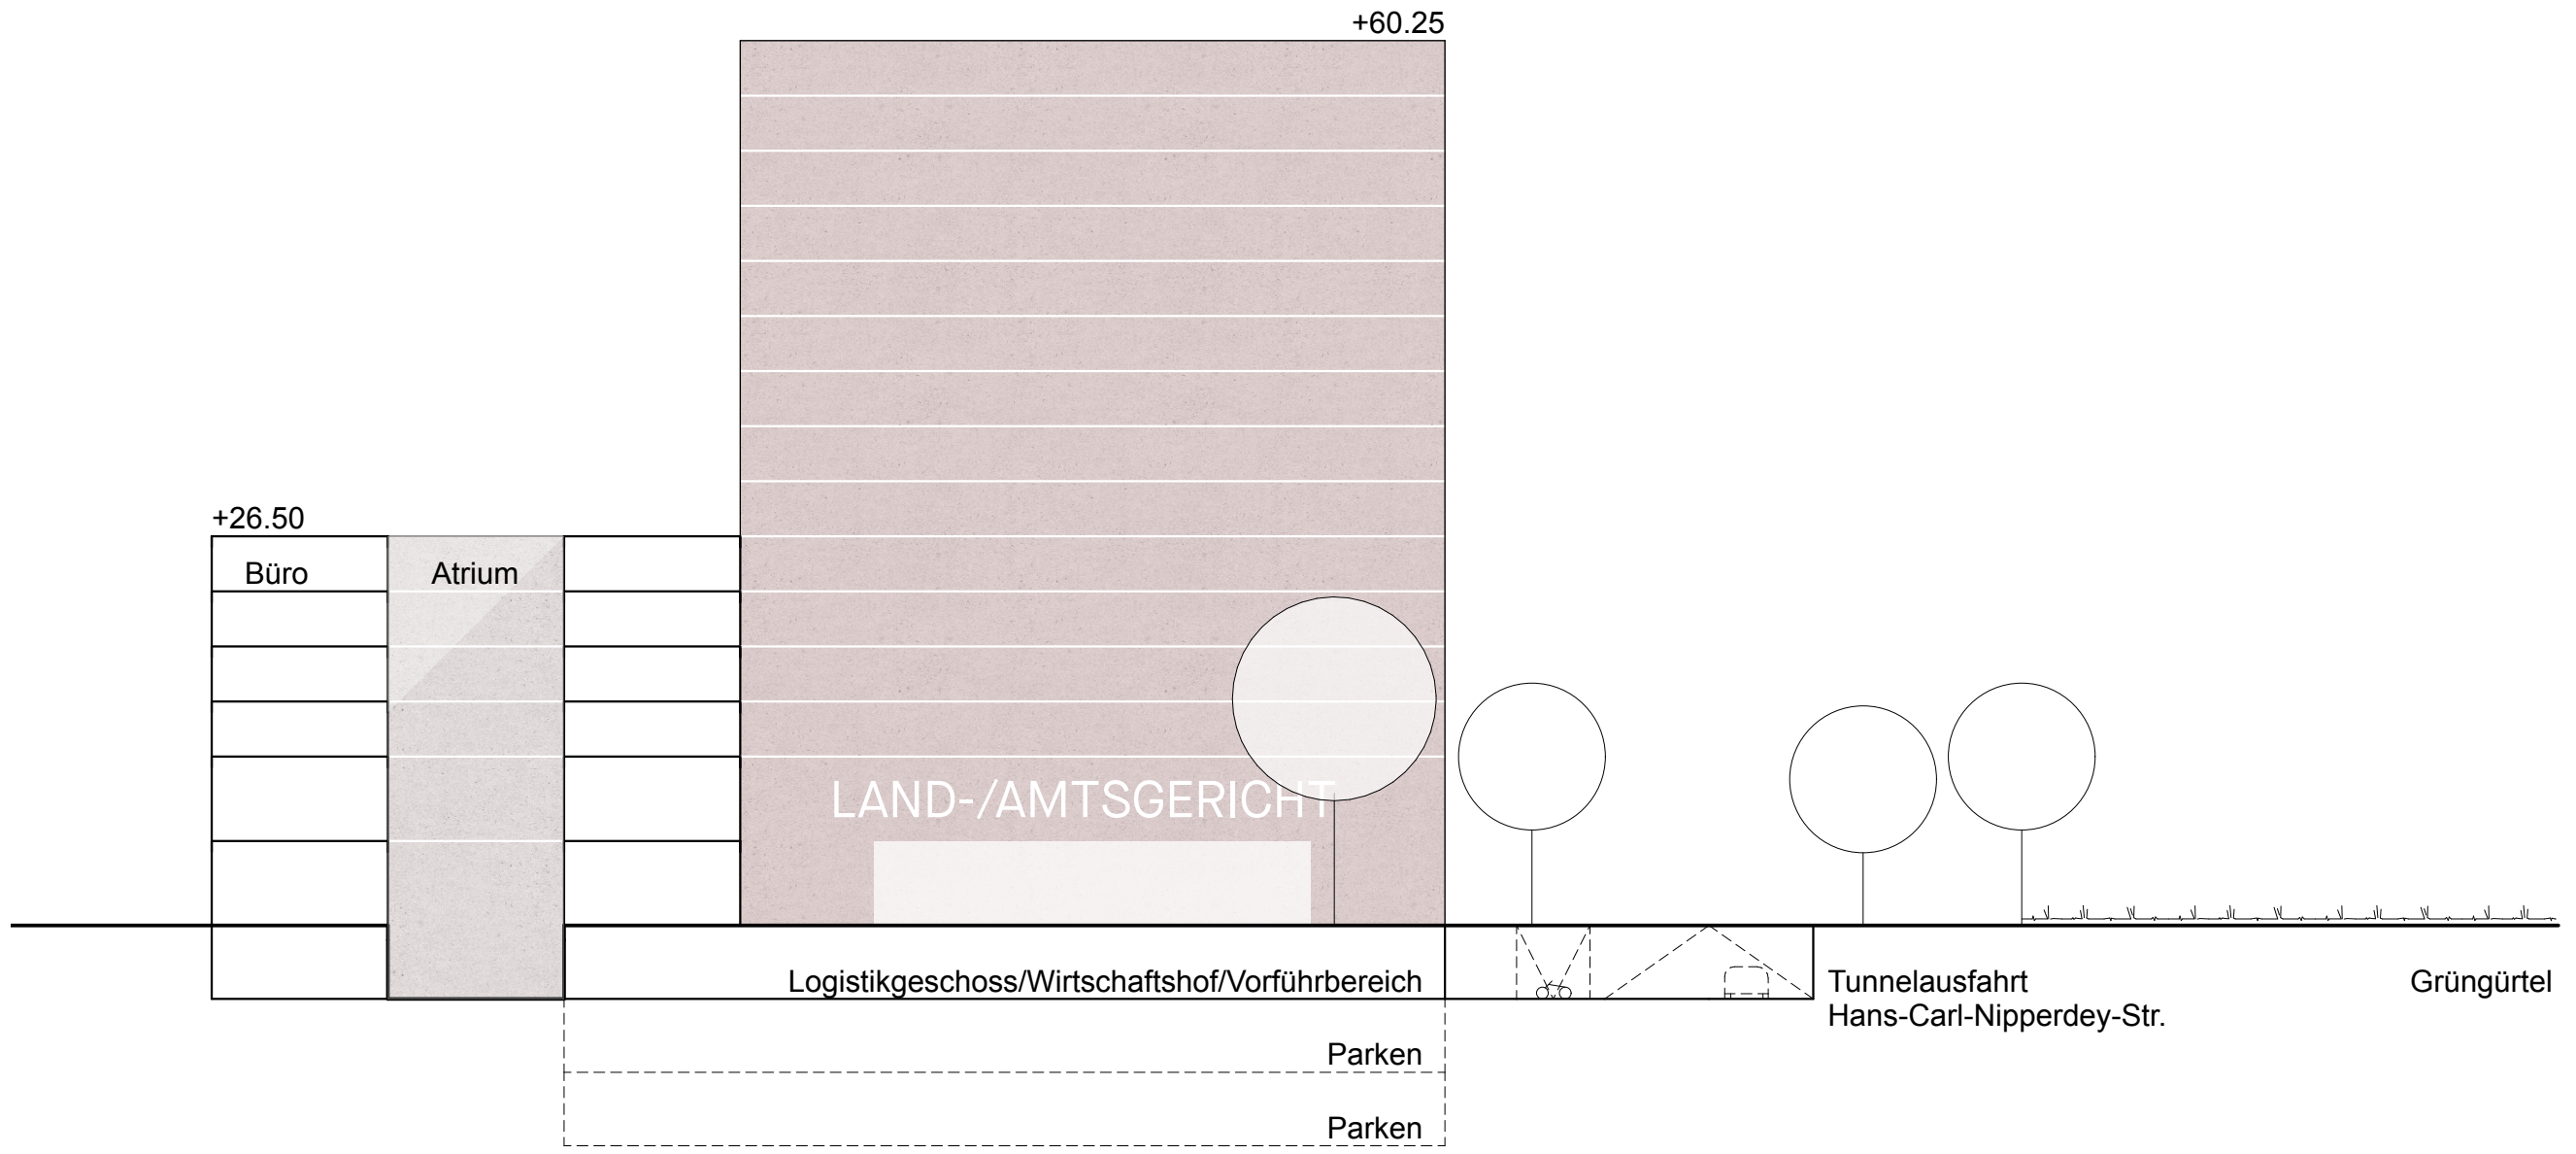 +60.25
+26.50
Büro
Atrium
LAND-/AMTSGERICHT
Logistikgeschoss/Wirtschaftshof/Vorführbereich
Tunnelausfahrt
Hans-Carl-Nipperdey-Str.
Grüngürtel
Parken
Parken